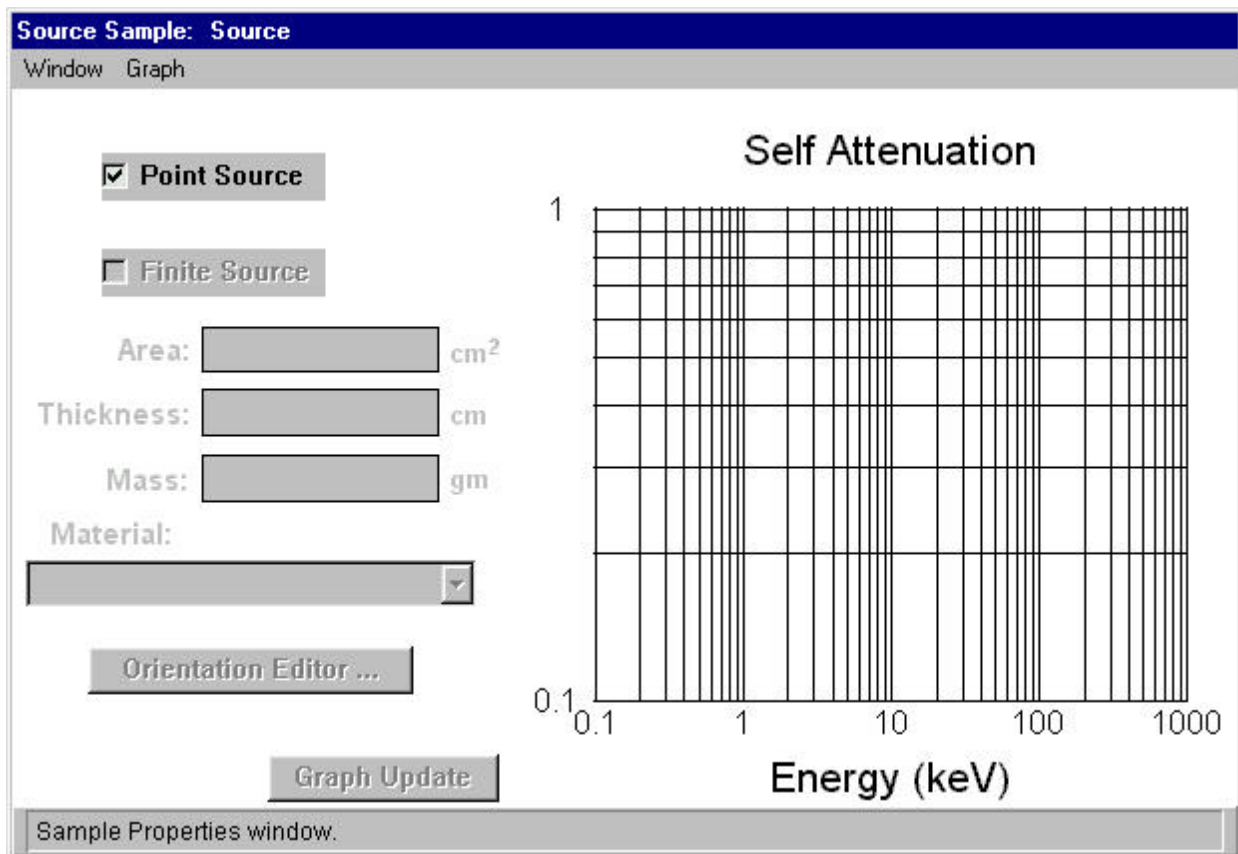 Source Sample: Source
Window Graph
Point Source
Finite Source
Area: cm²
Thickness: cm
Mass: gm
Material:
Orientation Editor ...
Graph Update
Self Attenuation
1
0.1
0.1 1 10 100 1000
Energy (keV)
Sample Properties window.